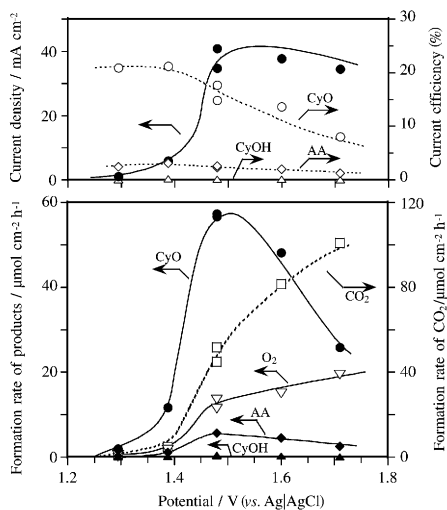 Current density / mA cm⁻²
40
20
0
30
20
10
0
Current efficiency (%)
CyO
CyOH
AA
Formation rate of products / µmol cm⁻² h⁻¹
60
40
20
0
120
80
40
0
Formation rate of CO₂/µmol cm⁻² h⁻¹
CyO
CO₂
O₂
AA
CyOH
1.2
1.4
1.6
1.8
Potential / V (vs. Ag|AgCl)